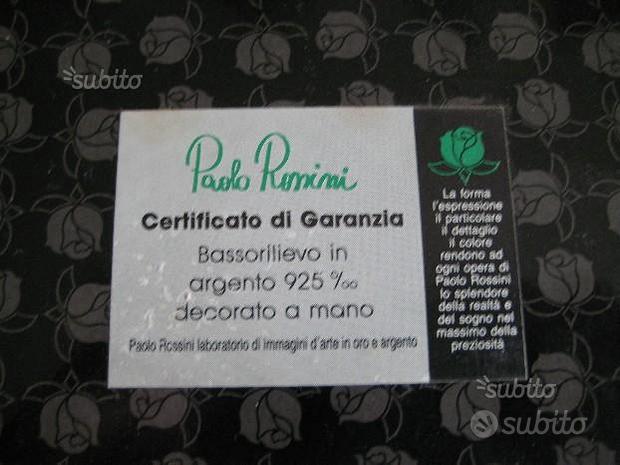 subito
Paolo Rossini
Certificato di Garanzia
Bassorilievo in
argento 925 ‰
decorato a mano
Paolo Rossini laboratorio di immagini d'arte in oro e argento
La forma
l'espressione
il particolare
il dettaglio
il colore
rendono ad
ogni opera di
Paolo Rossini
lo splendore
della realtà e
del sogno nel
massimo della
preziosità
subito
subito